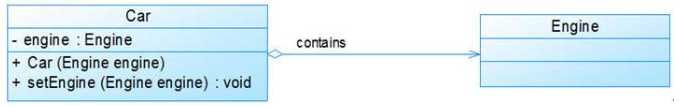 Car
- engine : Engine
+ Car (Engine engine)
+ setEngine (Engine engine) : void
contains
Engine